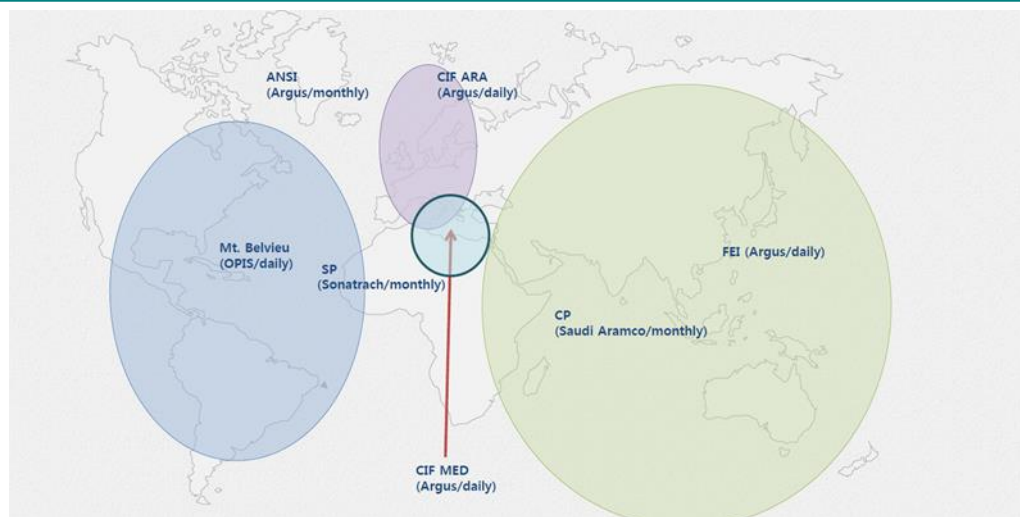 ANSI
(Argus/monthly)
CIF ARA
(Argus/daily)
Mt. Belvieu
(OPIS/daily)
SP
(Sonatrach/monthly)
FEI (Argus/daily)
CP
(Saudi Aramco/monthly)
CIF MED
(Argus/daily)